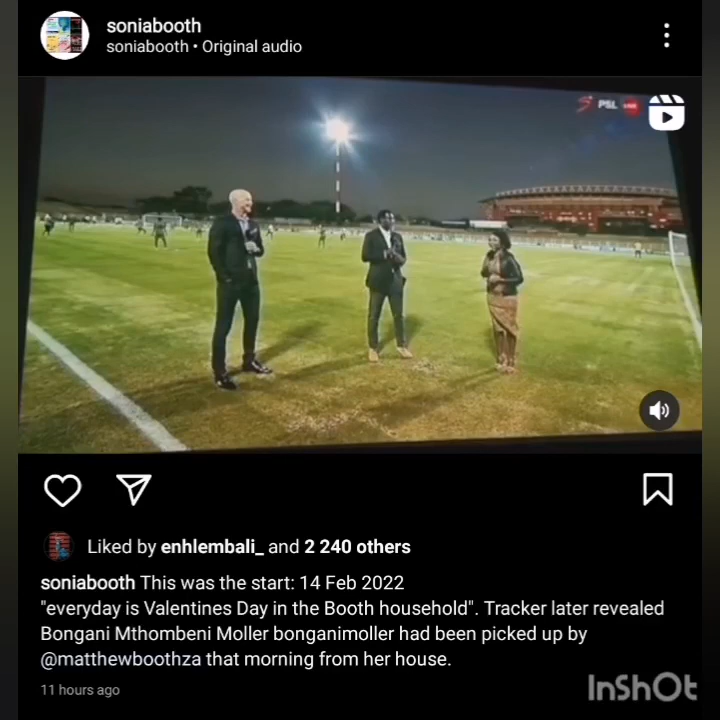 soniabooth
soniabooth • Original audio
PSL LIVE
Liked by enhlembali_ and 2 240 others
soniabooth This was the start: 14 Feb 2022
"everyday is Valentines Day in the Booth household". Tracker later revealed
Bongani Mthombeni Moller bonganimoller had been picked up by
@matthewboothza that morning from her house.
11 hours ago
InShOt